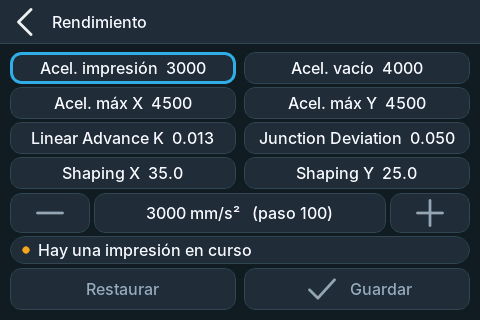 Rendimiento
Acel. impresión 3000
Acel. vacío 4000
Acel. máx X 4500
Acel. máx Y 4500
Linear Advance K 0.013
Junction Deviation 0.050
Shaping X 35.0
Shaping Y 25.0
3000 mm/s² (paso 100)
Hay una impresión en curso
Restaurar
Guardar